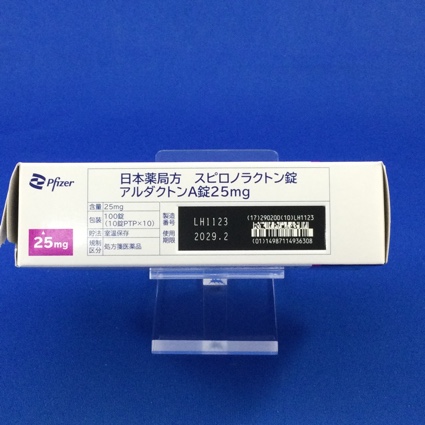 Pfizer
日本薬局方 スピロノラクトン錠
アルダクトンA錠25mg
25mg
含量 25mg
包装 100錠
(10錠PTP×10)
貯法 室温保存
規制区分 処方箋医薬品
製造番号 LH1123
使用期限 2029.2
(17)290200(10)LH1123
(01)14987114936308